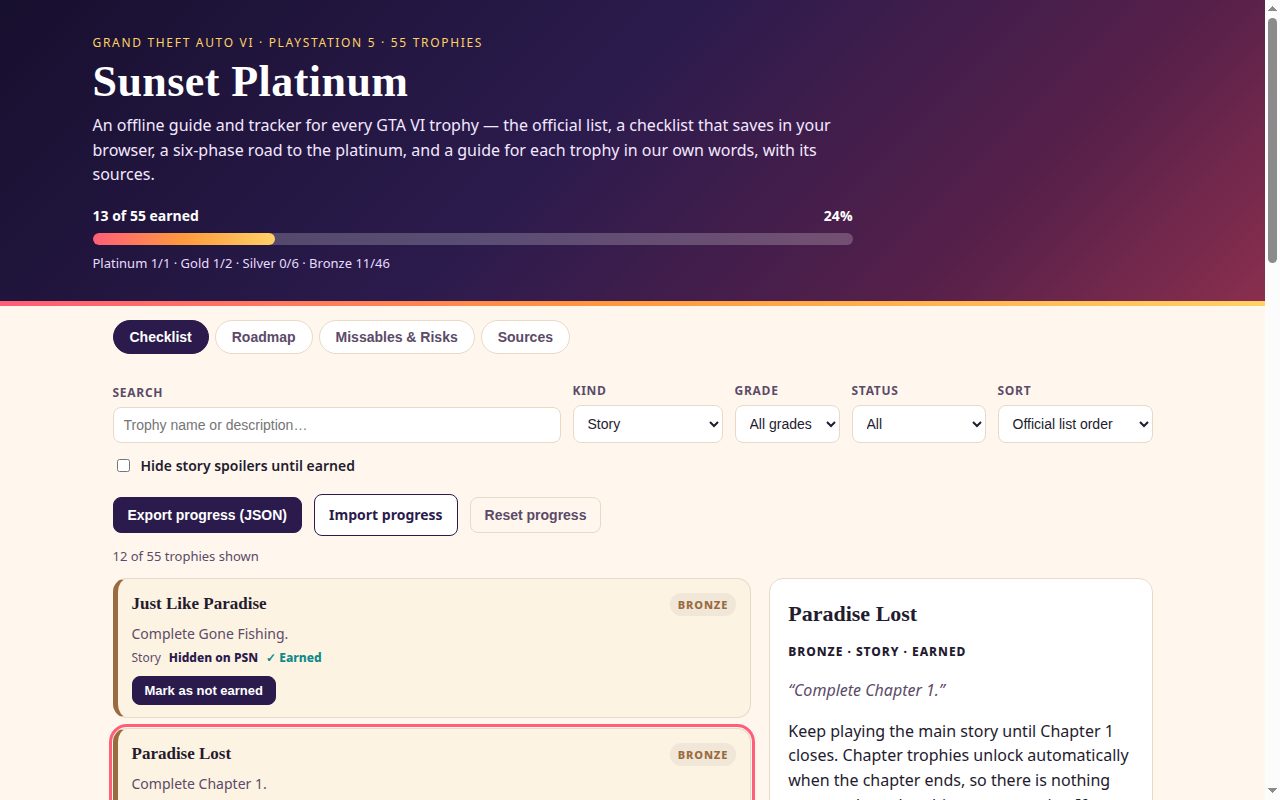 GRAND THEFT AUTO VI · PLAYSTATION 5 · 55 TROPHIES
Sunset Platinum
An offline guide and tracker for every GTA VI trophy — the official list, a checklist that saves in your
browser, a six-phase road to the platinum, and a guide for each trophy in our own words, with its
sources.
13 of 55 earned 24%
Platinum 1/1 · Gold 1/2 · Silver 0/6 · Bronze 11/46
Checklist Roadmap Missables & Risks Sources
SEARCH KIND GRADE STATUS SORT
Trophy name or description… Story All grades All Official list order
Hide story spoilers until earned
Export progress (JSON) Import progress Reset progress
12 of 55 trophies shown
Just Like Paradise BRONZE
Complete Gone Fishing.
Story Hidden on PSN ✓ Earned
Mark as not earned
Paradise Lost BRONZE
Complete Chapter 1.
Paradise Lost
BRONZE · STORY · EARNED
“Complete Chapter 1.”
Keep playing the main story until Chapter 1
closes. Chapter trophies unlock automatically
when the chapter ends, so there is nothing